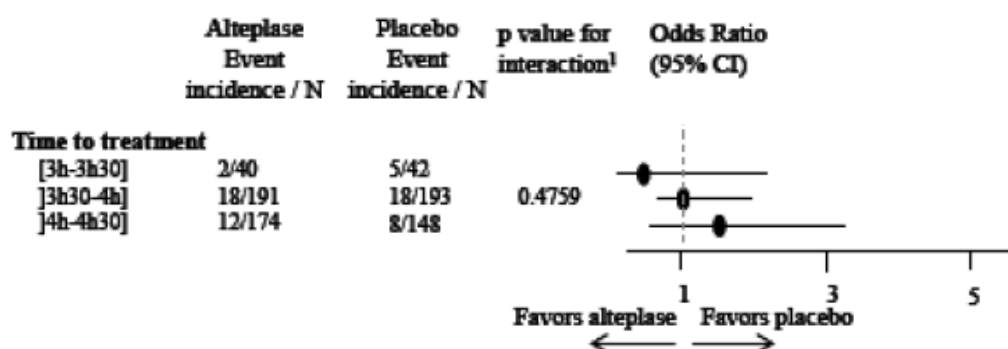 Alteplase Placebo p value for Odds Ratio
Event Event interaction¹ (95% CI)
incidence / N incidence / N
Time to treatment
[3h-3h30] 2/40 5/42
]3h30-4h] 18/191 18/193 0.4759
]4h-4h30] 12/174 8/148
1 3 5
Favors alteplase Favors placebo